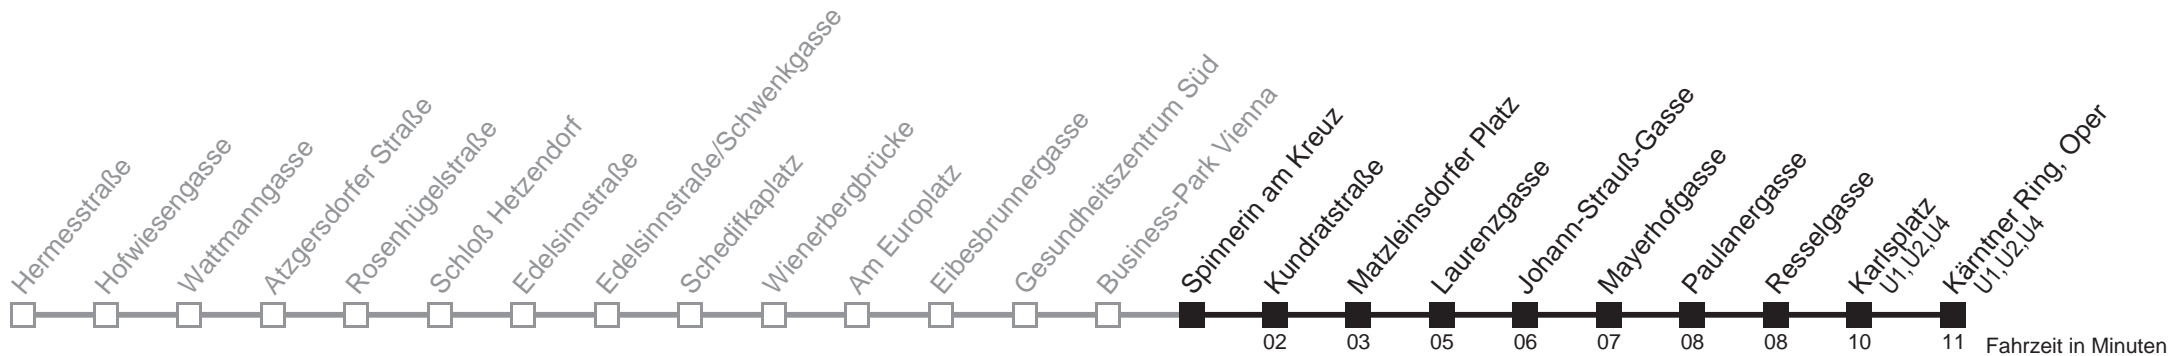 Hermesstraße
Hofwiesengasse
Wattmanngasse
Atzgersdorfer Straße
Rosenhügelstraße
Schloß Hetzendorf
Edelsinnstraße
Edelsinnstraße/Schwenkgasse
Schedifkaplatz
Wienerbergbrücke
Am Europlatz
Eibesbrunnergasse
Gesundheitszentrum Süd
Business-Park Vienna
Spinnerin am Kreuz
Kundratstraße
Matzleinsdorfer Platz
Laurenzgasse
Johann-Strauß-Gasse
Mayerhofgasse
Paulanergasse
Resselgasse
Karlsplatz
U1,U2,U4
Kärntner Ring, Oper
U1,U2,U4
02 03 05 06 07 08 08 10 11 Fahrzeit in Minuten